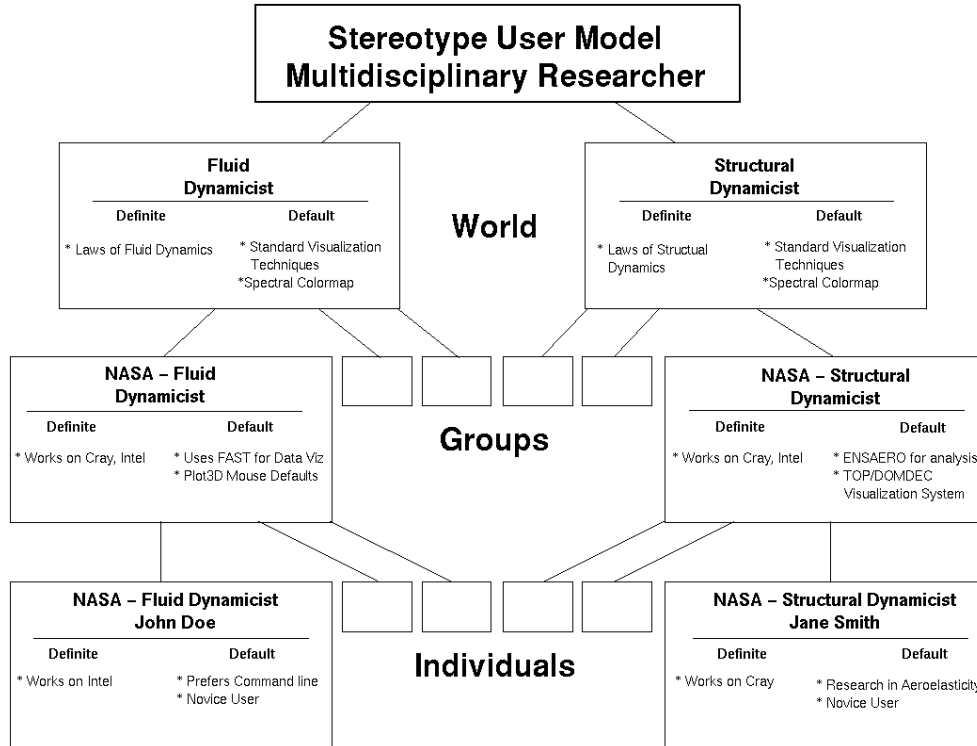 Stereotype User Model
Multidisciplinary Researcher
Fluid
Dynamicist
Definite
Default
* Laws of Fluid Dynamics
* Standard Visualization
Techniques
*Spectral Colormap
World
Structural
Dynamicist
Definite
Default
* Laws of Structual
Dynamics
* Standard Visualization
Techniques
*Spectral Colormap
NASA – Fluid
Dynamicist
Definite
Default
* Works on Cray, Intel
* Uses FAST for Data Viz
* Plot3D Mouse Defaults
Groups
NASA – Structural
Dynamicist
Definite
Default
* Works on Cray, Intel
* ENSAERO for analysis
* TOP/DOMDEC
Visualization System
NASA – Fluid Dynamicist
John Doe
Definite
Default
* Works on Intel
* Prefers Command line
* Novice User
Individuals
NASA – Structural Dynamicist
Jane Smith
Definite
Default
* Works on Cray
* Research in Aeroelasticity
* Novice User